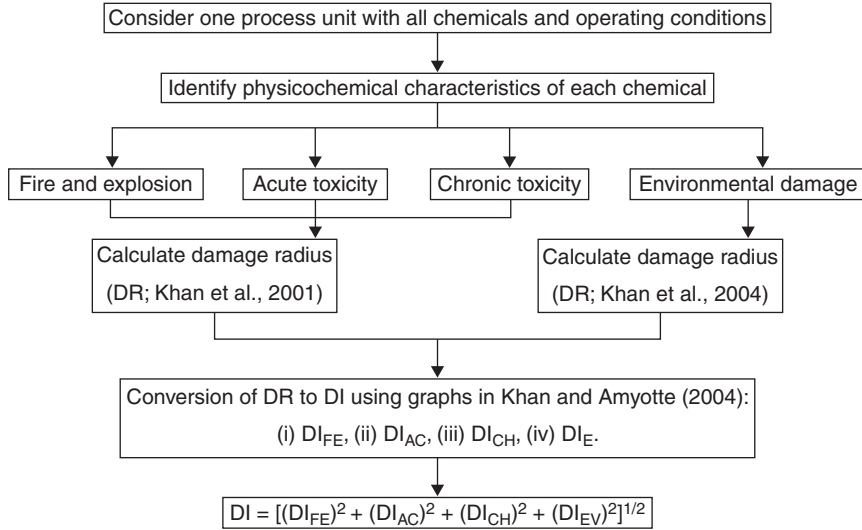 Consider one process unit with all chemicals and operating conditions
Identify physicochemical characteristics of each chemical
Fire and explosion
Acute toxicity
Chronic toxicity
Environmental damage
Calculate damage radius
(DR; Khan et al., 2001)
Calculate damage radius
(DR; Khan et al., 2004)
Conversion of DR to DI using graphs in Khan and Amyotte (2004):
(i) DI_FE, (ii) DI_AC, (iii) DI_CH, (iv) DI_E.
DI = [(DI_FE)² + (DI_AC)² + (DI_CH)² + (DI_EV)²]^1/2